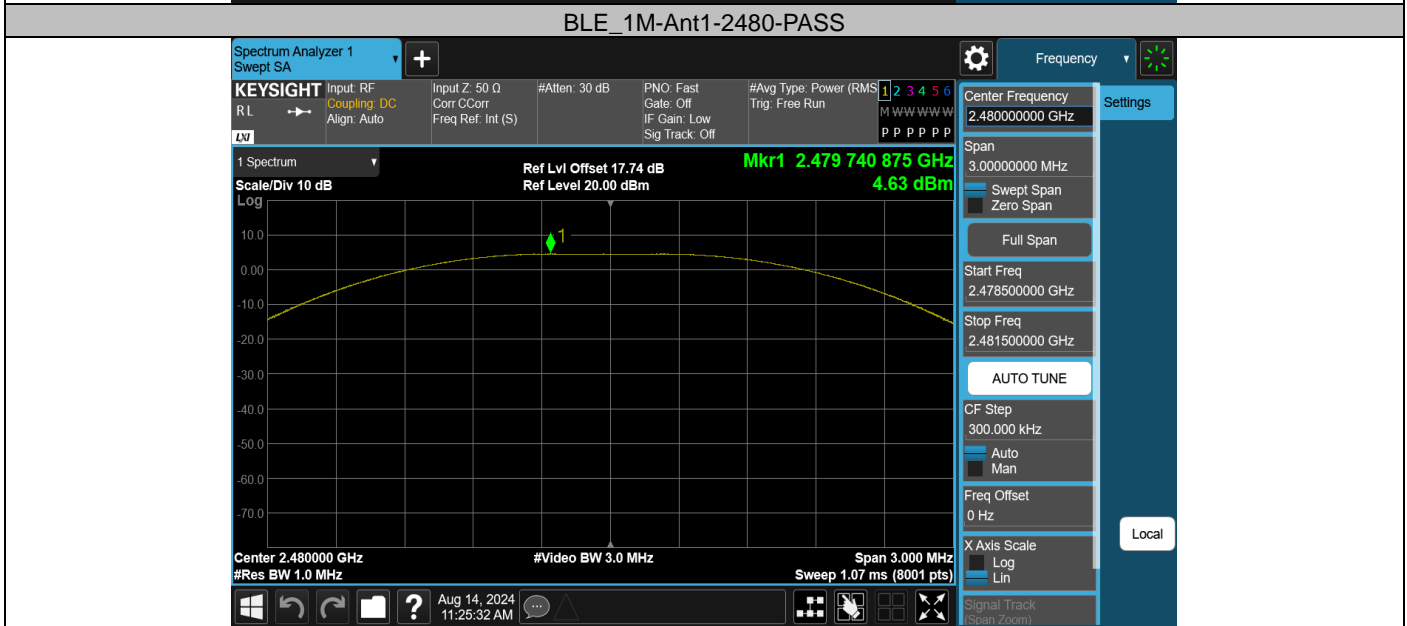 BLE_1M-Ant1-2480-PASS
Spectrum Analyzer 1
Swept SA
+
Frequency
KEYSIGHT
RL
LXI
Input: RF
Coupling: DC
Align: Auto
Input Z: 50 Ω
Corr CCorr
Freq Ref: Int (S)
#Atten: 30 dB
PNO: Fast
Gate: Off
IF Gain: Low
Sig Track: Off
#Avg Type: Power (RMS
Trig: Free Run
1 2 3 4 5 6
M W W W W W
P P P P P P
1 Spectrum
Scale/Div 10 dB
Log
Ref Lvl Offset 17.74 dB
Ref Level 20.00 dBm
Mkr1 2.479 740 875 GHz
4.63 dBm
1
10.0
0.00
-10.0
-20.0
-30.0
-40.0
-50.0
-60.0
-70.0
Center 2.480000 GHz
#Res BW 1.0 MHz
#Video BW 3.0 MHz
Span 3.000 MHz
Sweep 1.07 ms (8001 pts)
?
Aug 14, 2024
11:25:32 AM
Center Frequency
2.480000000 GHz
Span
3.00000000 MHz
Swept Span
Zero Span
Full Span
Start Freq
2.478500000 GHz
Stop Freq
2.481500000 GHz
AUTO TUNE
CF Step
300.000 kHz
Auto
Man
Freq Offset
0 Hz
X Axis Scale
Log
Lin
Signal Track
(Span Zoom)
Settings
Local